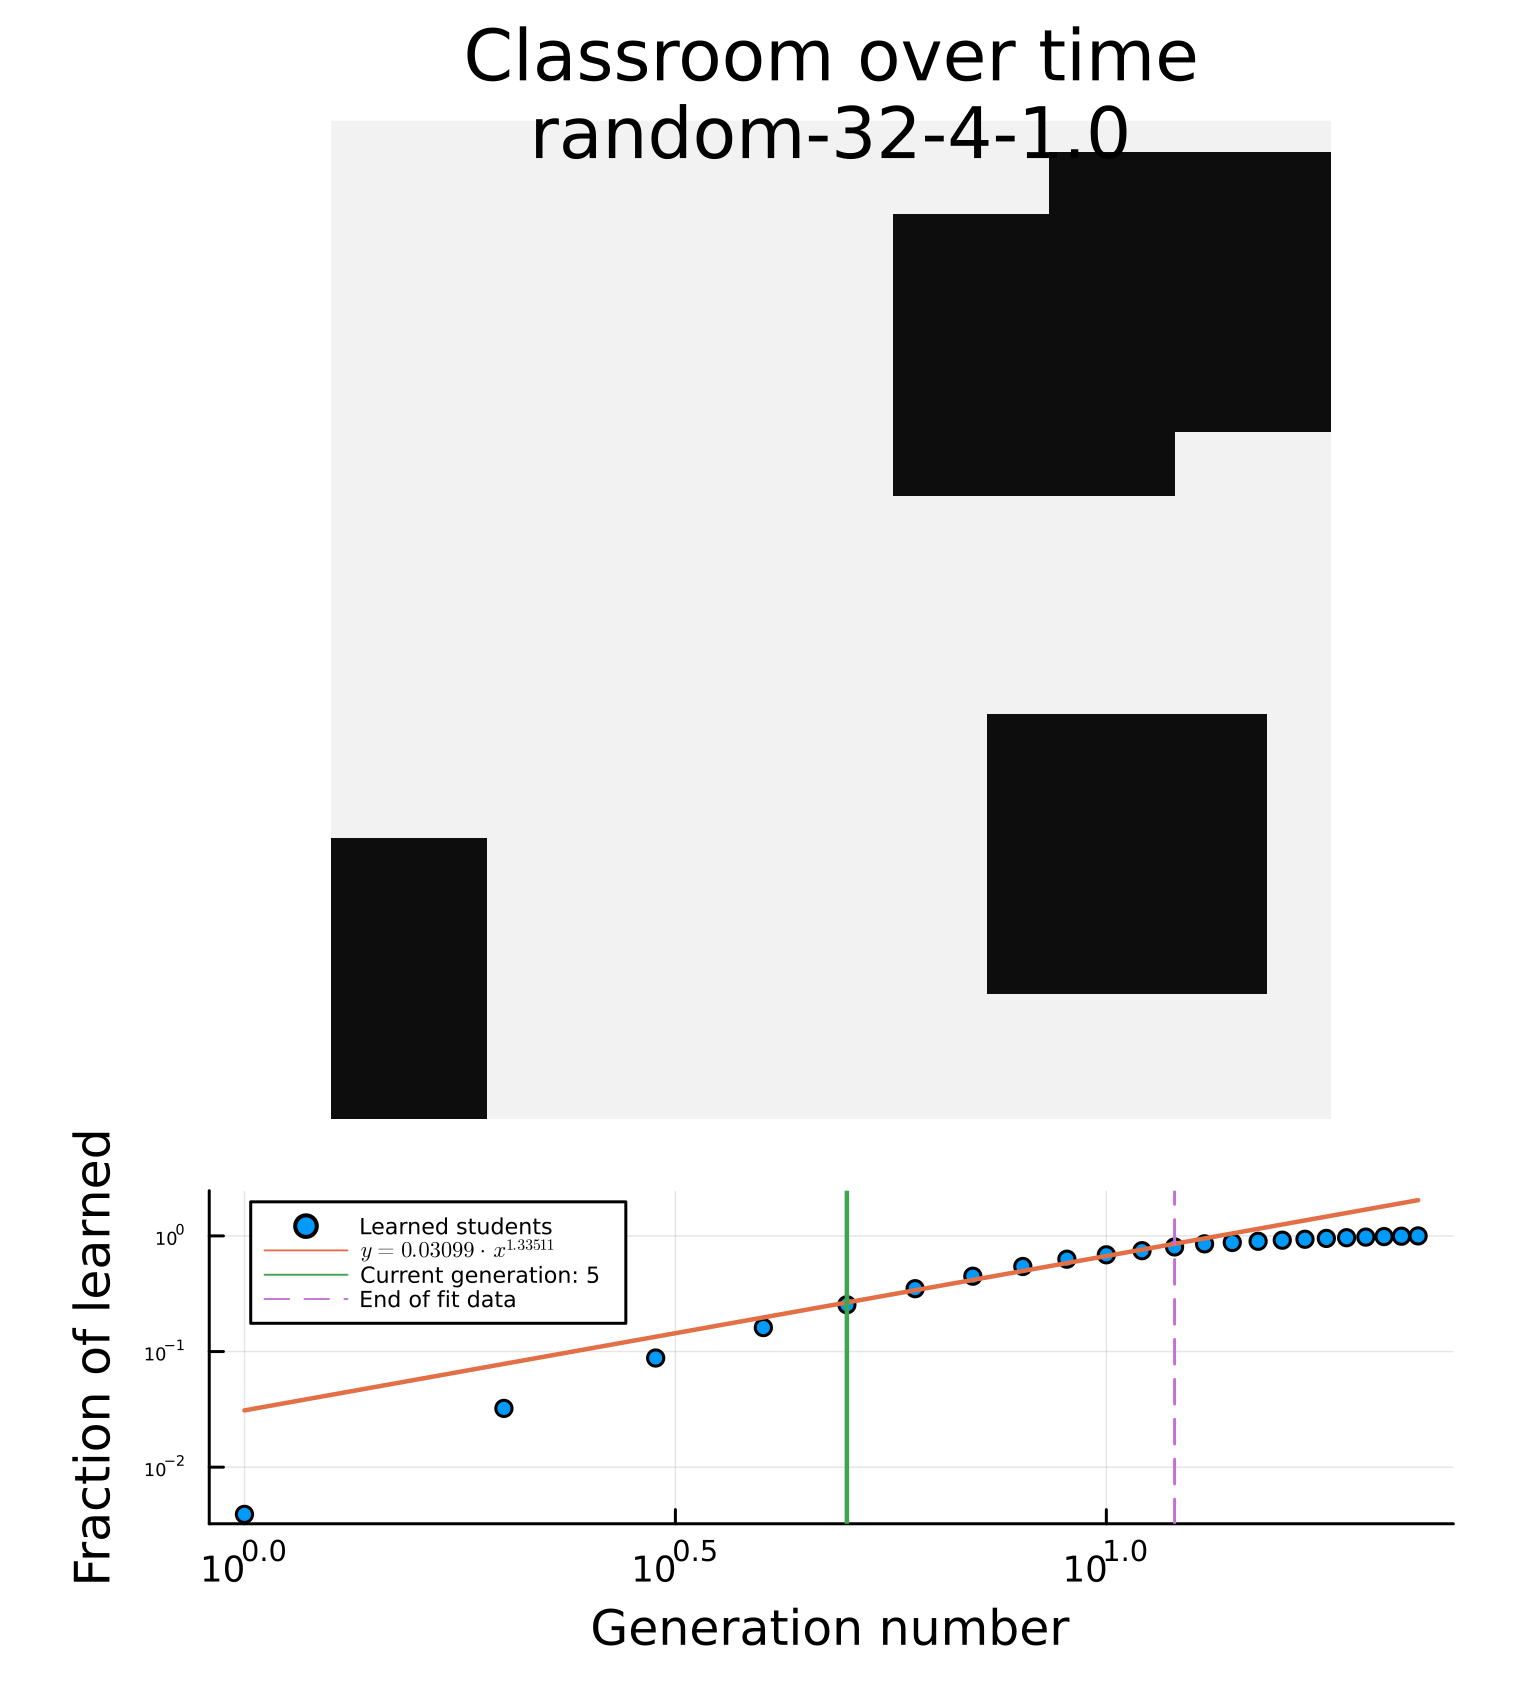 Classroom over time
random-32-4-1.0
Fraction of learned
10⁰
10⁻¹
10⁻²
Learned students
y = 0.03099 · x^1.33511
Current generation: 5
End of fit data
10^0.0
10^0.5
10^1.0
Generation number